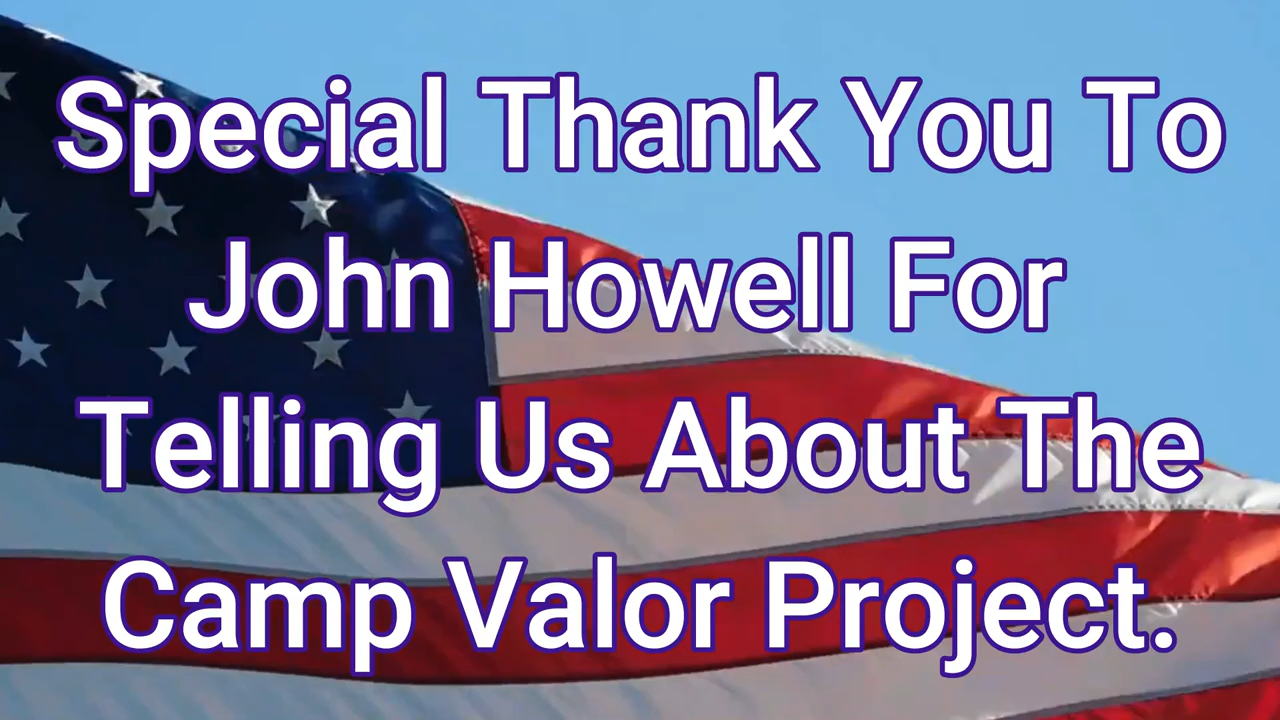 Special Thank You To
John Howell For
Telling Us About The
Camp Valor Project.